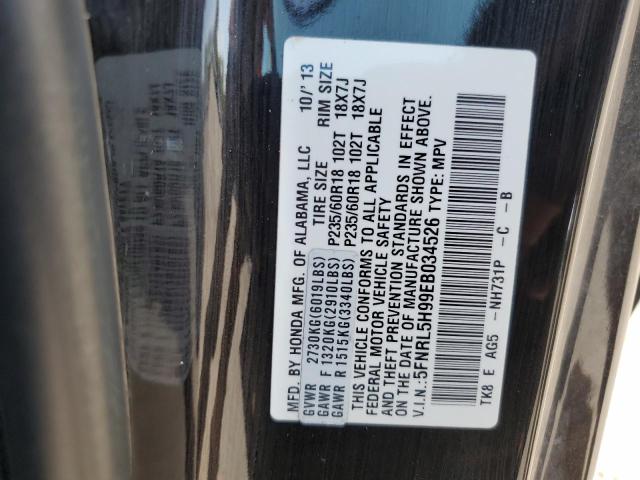 MFD. BY HONDA MFG. OF ALABAMA, LLC 10/'13
TIRE SIZE RIM SIZE
GVWR 2730KG(6019LBS)
GAWR F 1320KG(2910LBS) P235/60R18 102T 18X7J
GAWR R 1515KG(3340LBS) P235/60R18 102T 18X7J
THIS VEHICLE CONFORMS TO ALL APPLICABLE
FEDERAL MOTOR VEHICLE SAFETY
AND THEFT PREVENTION STANDARDS IN EFFECT
ON THE DATE OF MANUFACTURE SHOWN ABOVE.
V.I.N.:5FNRL5H99EB034526 TYPE: MPV
TK8 E AG5 -NH731P -C -B